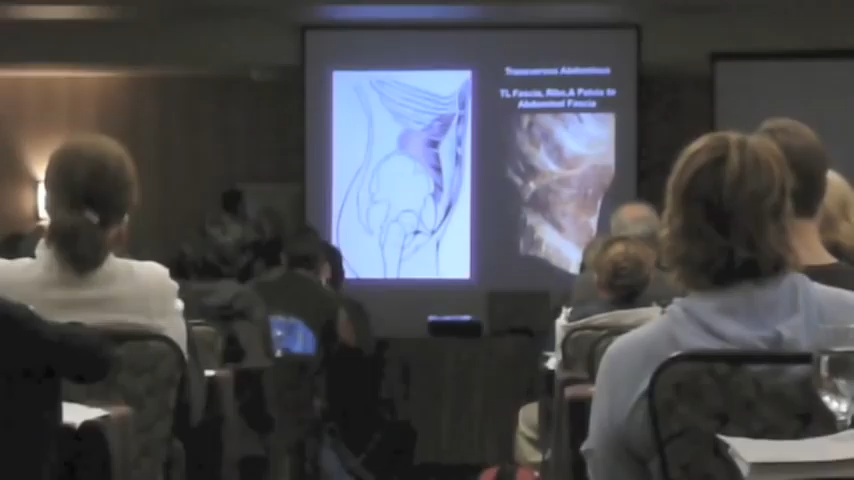 Transversus Abdominus
TL Fascia, Ribs,& Pelvis to
Abdominal Fascia